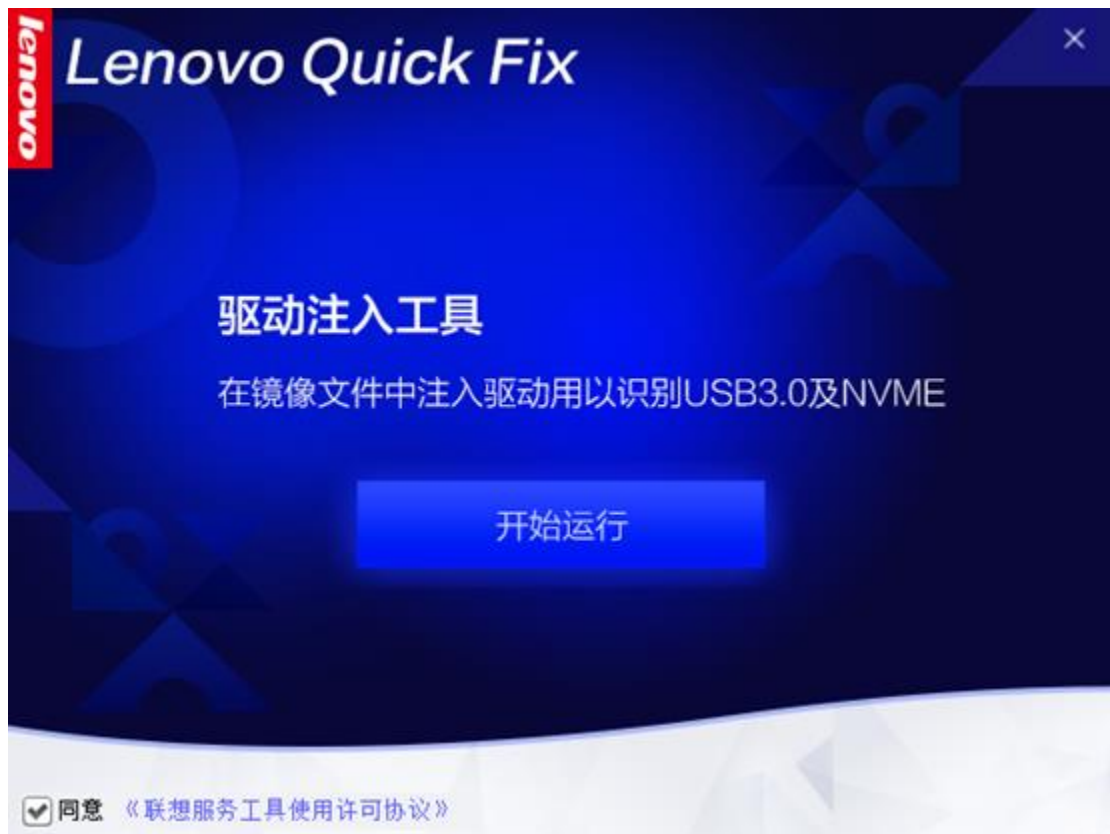 lenovo
Lenovo Quick Fix
驱动注入工具
在镜像文件中注入驱动用以识别USB3.0及NVME
开始运行
同意 《联想服务工具使用许可协议》